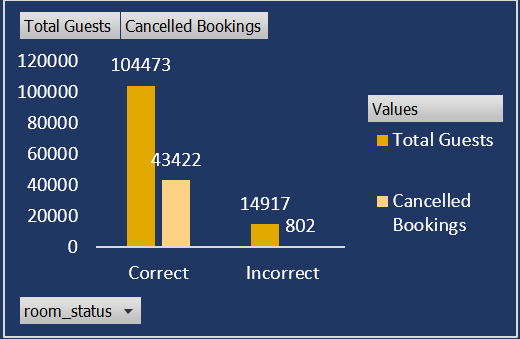 Total Guests Cancelled Bookings
120000
100000
80000
60000
40000
20000
0
104473
43422
14917
802
Correct Incorrect
Values
Total Guests
Cancelled
Bookings
room_status